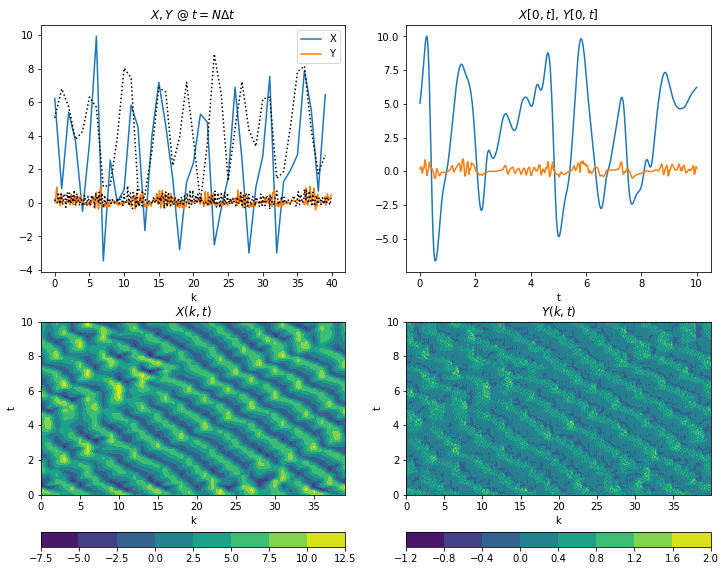 X, Y @ t = NΔt
10
8
6
4
2
0
−2
−4
0 5 10 15 20 25 30 35 40
k
X
Y
X[0, t], Y[0, t]
10.0
7.5
5.0
2.5
0.0
−2.5
−5.0
0 2 4 6 8 10
t
X(k, t)
10
8
6
4
2
0
t
0 5 10 15 20 25 30 35
k
−7.5 −5.0 −2.5 0.0 2.5 5.0 7.5 10.0 12.5
Y(k, t)
10
8
6
4
2
0
t
0 5 10 15 20 25 30 35
k
−1.2 −0.8 −0.4 0.0 0.4 0.8 1.2 1.6 2.0